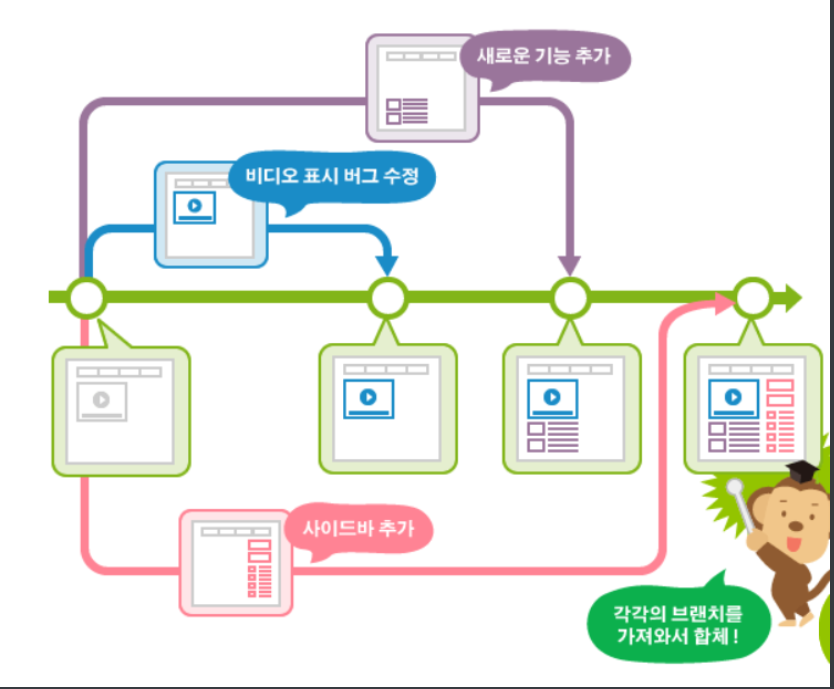 새로운 기능 추가
비디오 표시 버그 수정
사이드바 추가
각각의 브랜치를
가져와서 합체 !